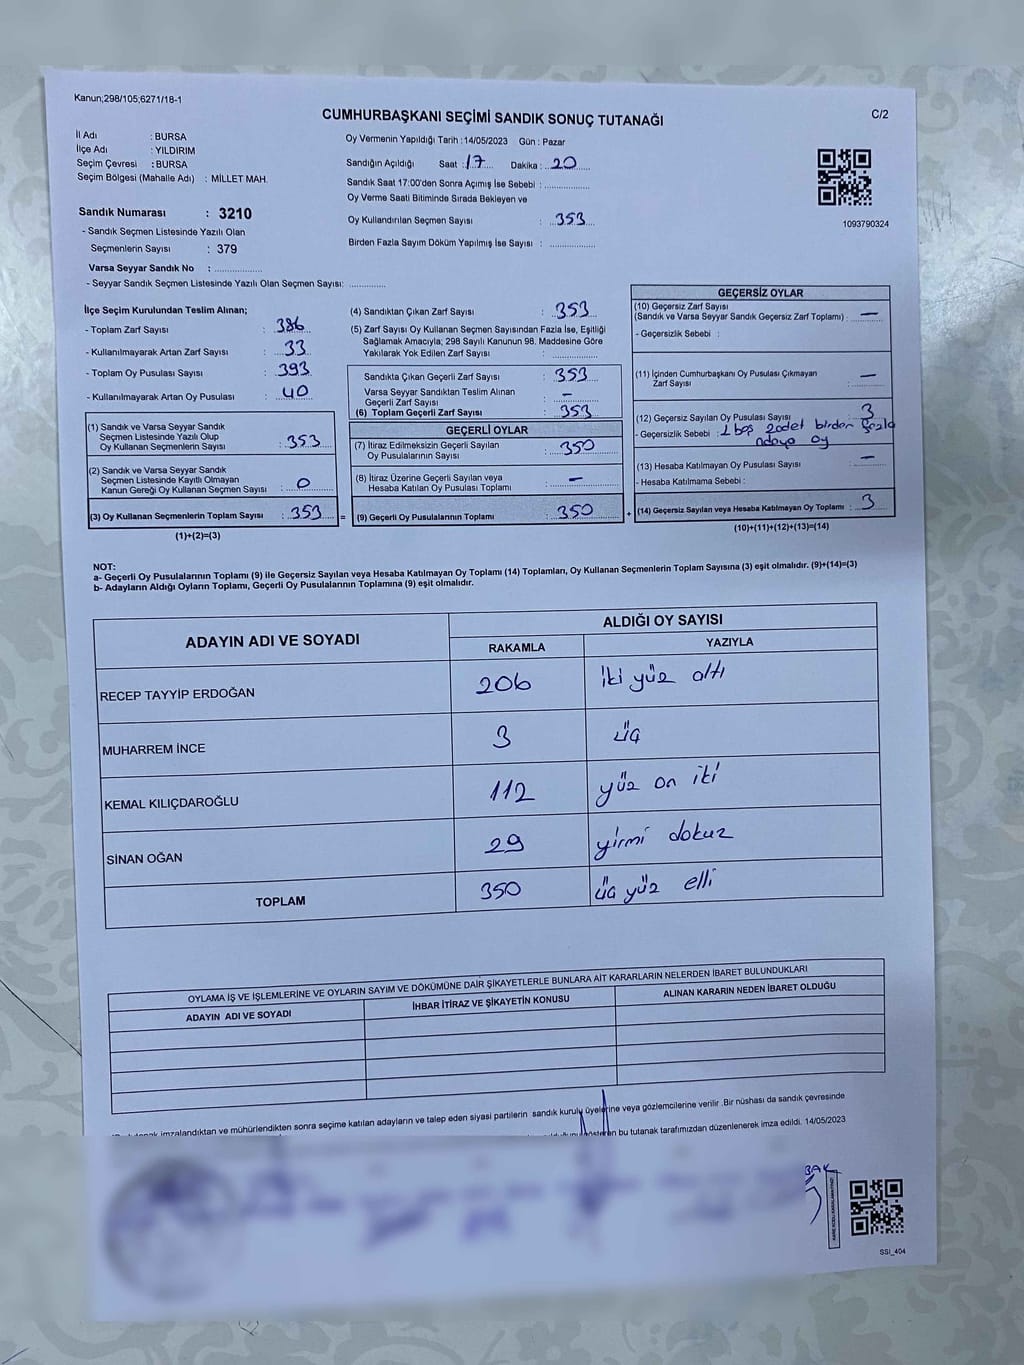 Kanun;298/105,6271/18-1
CUMHURBAŞKANI SEÇİMİ SANDIK SONUÇ TUTANAĞI
C/2
İl Adı : BURSA
İlçe Adı : YILDIRIM
Seçim Çevresi : BURSA
Seçim Bölgesi (Mahalle Adı) : MİLLET MAH.
Sandık Numarası : 3210
- Sandık Seçmen Listesinde Yazılı Olan
Seçmenlerin Sayısı : 379
Varsa Seyyar Sandık No : ..................
- Seyyar Sandık Seçmen Listesinde Yazılı Olan Seçmen Sayısı: .............
Oy Vermenin Yapıldığı Tarih : 14/05/2023 Gün : Pazar
Sandığın Açıldığı Saat : 17 Dakika : 20
Sandık Saat 17:00'den Sonra Açımış İse Sebebi : ................
Oy Verme Saati Bitiminde Sırada Bekleyen ve
Oy Kullandırılan Seçmen Sayısı : 353
Birden Fazla Sayım Döküm Yapılmış İse Sayısı : ................
1093790324
İlçe Seçim Kurulundan Teslim Alınan;
- Toplam Zarf Sayısı : 386
- Kullanılmayarak Artan Zarf Sayısı : 33
- Toplam Oy Pusulası Sayısı : 393
- Kullanılmayarak Artan Oy Pusulası : 40
(1) Sandık ve Varsa Seyyar Sandık
Seçmen Listesinde Yazılı Olup
Oy Kullanan Seçmenlerin Sayısı : 353
(2) Sandık ve Varsa Seyyar Sandık
Seçmen Listesinde Kayıtlı Olmayan
Kanun Gereği Oy Kullanan Seçmen Sayısı : 0
(3) Oy Kullanan Seçmenlerin Toplam Sayısı : 353 =
(1)+(2)=(3)
(4) Sandıktan Çıkan Zarf Sayısı : 353
(5) Zarf Sayısı Oy Kullanan Seçmen Sayısından Fazla İse, Eşitliği
Sağlamak Amacıyla; 298 Sayılı Kanunun 98. Maddesine Göre
Yakılarak Yok Edilen Zarf Sayısı : ................
Sandıkta Çıkan Geçerli Zarf Sayısı : 353
Varsa Seyyar Sandıktan Teslim Alınan
Geçerli Zarf Sayısı : –
(6) Toplam Geçerli Zarf Sayısı : 353
GEÇERLİ OYLAR
(7) İtiraz Edilmeksizin Geçerli Sayılan
Oy Pusulalarının Sayısı : 350
(8) İtiraz Üzerine Geçerli Sayılan veya
Hesaba Katılan Oy Pusulası Toplamı : –
(9) Geçerli Oy Pusulalarının Toplamı : 350 +
GEÇERSİZ OYLAR
(10) Geçersiz Zarf Sayısı
(Sandık ve Varsa Seyyar Sandık Geçersiz Zarf Toplamı) : –
- Geçersizlik Sebebi :
(11) İçinden Cumhurbaşkanı Oy Pusulası Çıkmayan
Zarf Sayısı : –
(12) Geçersiz Sayılan Oy Pusulası Sayısı : 3
- Geçersizlik Sebebi : 1 boş 2 adet birden fazla
adaya oy
(13) Hesaba Katılmayan Oy Pusulası Sayısı : –
- Hesaba Katılmama Sebebi :
(14) Geçersiz Sayılan veya Hesaba Katılmayan Oy Toplamı : 3
(10)+(11)+(12)+(13)=(14)
NOT:
a- Geçerli Oy Pusulalarının Toplamı (9) ile Geçersiz Sayılan veya Hesaba Katılmayan Oy Toplamı (14) Toplamları, Oy Kullanan Seçmenlerin Toplam Sayısına (3) eşit olmalıdır. (9)+(14)=(3)
b- Adayların Aldığı Oyların Toplamı, Geçerli Oy Pusulalarının Toplamına (9) eşit olmalıdır.
ADAYIN ADI VE SOYADI
ALDIĞI OY SAYISI
RAKAMLA YAZIYLA
RECEP TAYYİP ERDOĞAN 206 iki yüz altı
MUHARREM İNCE 3 üç
KEMAL KILIÇDAROĞLU 112 yüz on iki
SİNAN OĞAN 29 yirmi dokuz
TOPLAM 350 üç yüz elli
OYLAMA İŞ VE İŞLEMLERİNE VE OYLARIN SAYIM VE DÖKÜMÜNE DAİR ŞİKAYETLERLE BUNLARA AİT KARARLARIN NELERDEN İBARET BULUNDUKLARI
ADAYIN ADI VE SOYADI İHBAR İTİRAZ VE ŞİKAYETİN KONUSU ALINAN KARARIN NEDEN İBARET OLDUĞU
imzalandıktan ve mühürlendikten sonra seçime katılan adayların ve talep eden siyasi partilerin sandık kurulu üyelerine veya gözlemcilerine verilir .Bir nüshası da sandık çevresinde
bu tutanak tarafımızdan düzenlenerek imza edildi. 14/05/2023
SSI_404